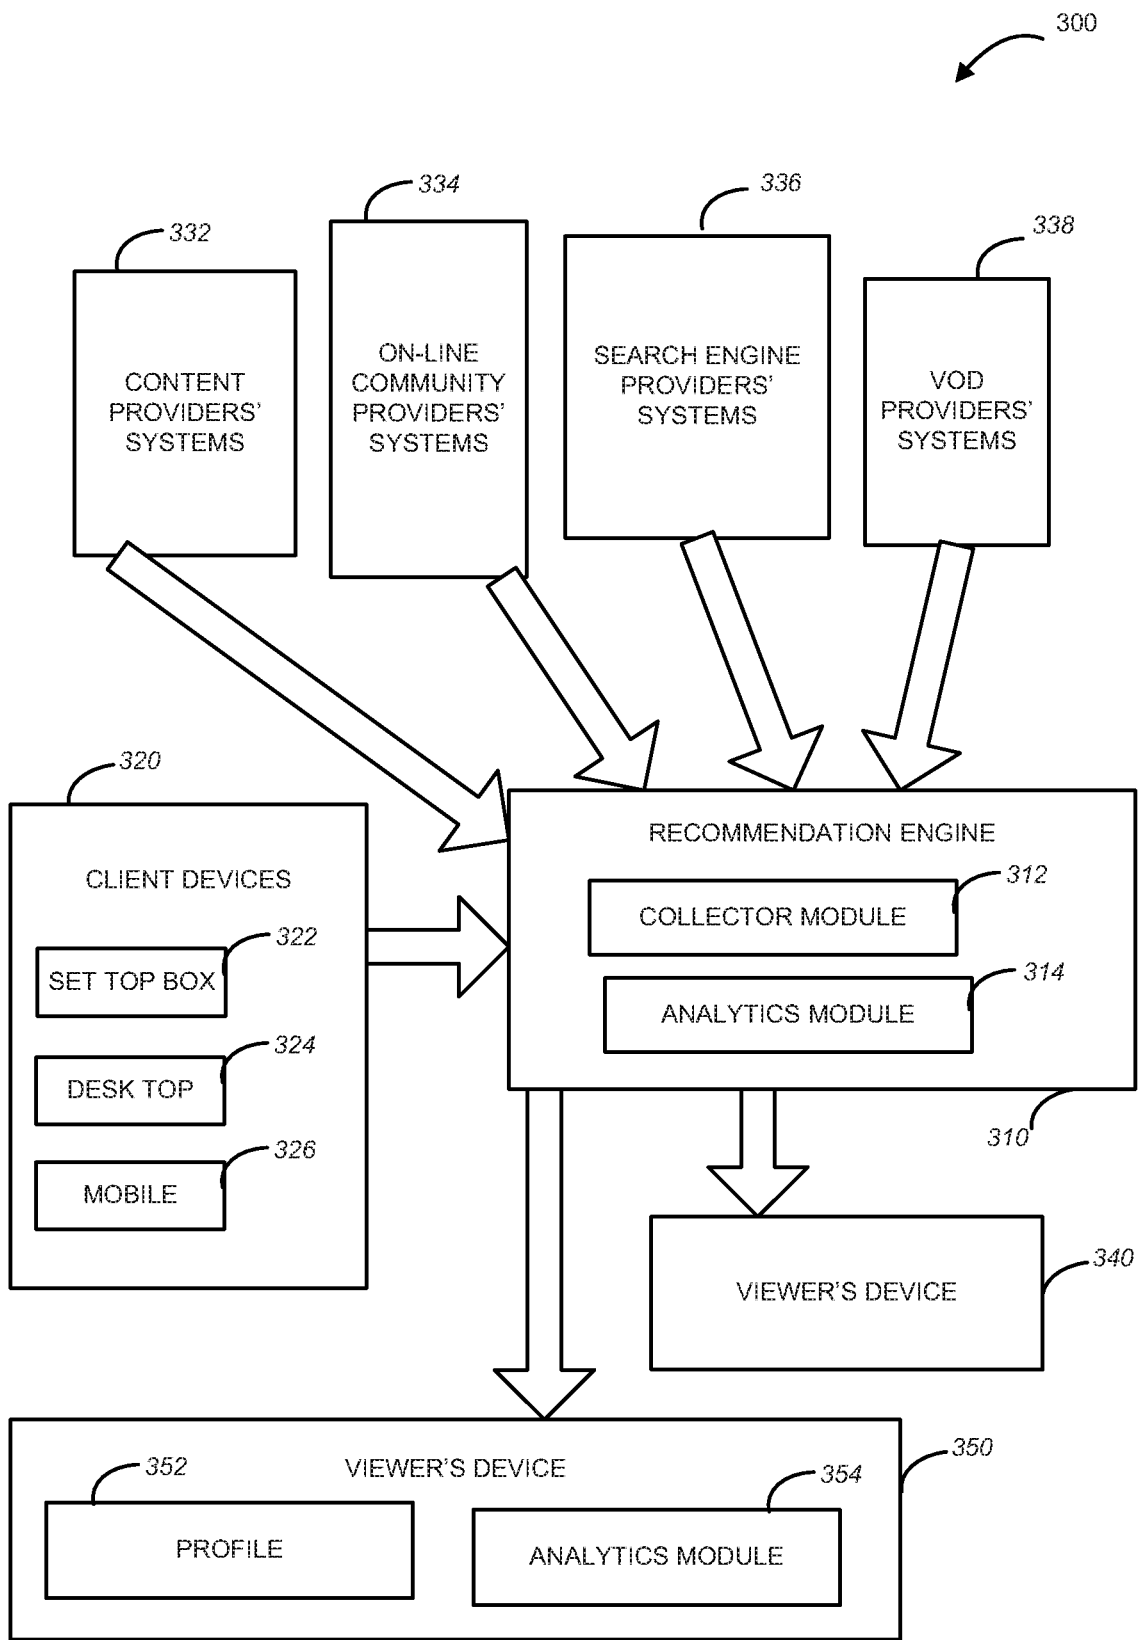 300
332
334
336
338
CONTENT
PROVIDERS'
SYSTEMS
ON-LINE
COMMUNITY
PROVIDERS'
SYSTEMS
SEARCH ENGINE
PROVIDERS'
SYSTEMS
VOD
PROVIDERS'
SYSTEMS
320
CLIENT DEVICES
322
SET TOP BOX
324
DESK TOP
326
MOBILE
RECOMMENDATION ENGINE
312
COLLECTOR MODULE
314
ANALYTICS MODULE
310
340
VIEWER'S DEVICE
350
VIEWER'S DEVICE
352
PROFILE
354
ANALYTICS MODULE